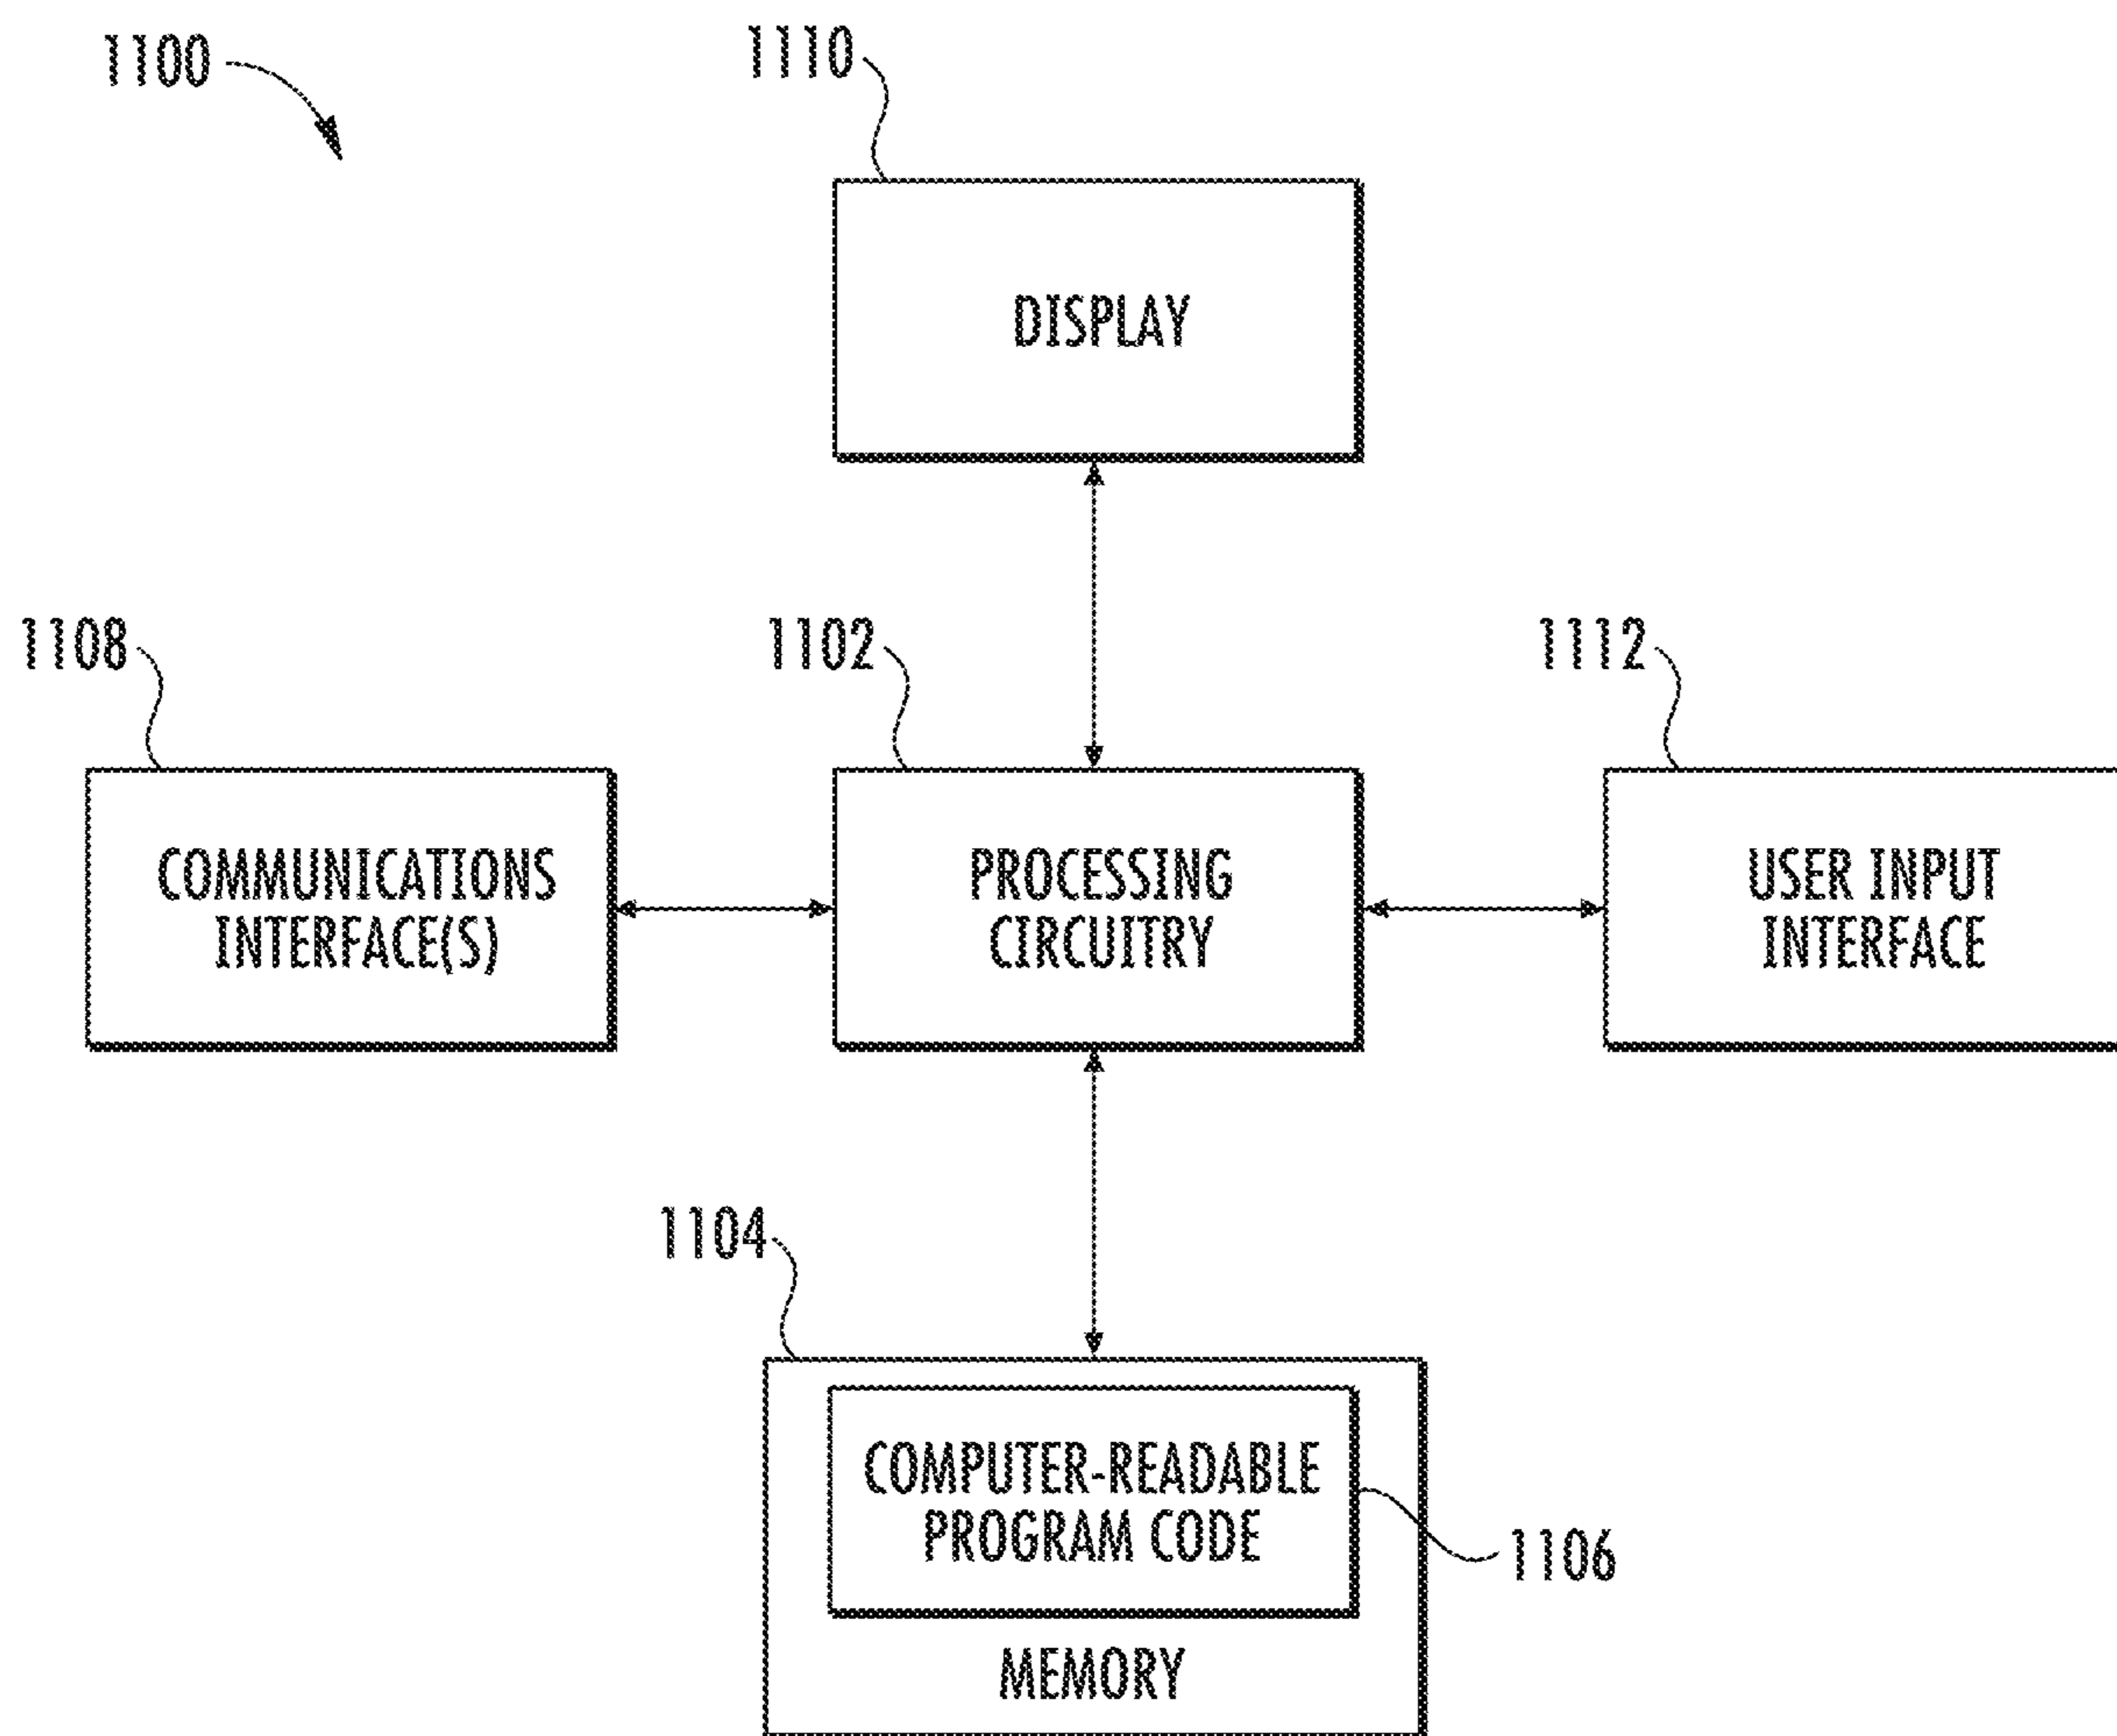 1100
1110
DISPLAY
1108
1102
1112
COMMUNICATIONS
INTERFACE(S)
PROCESSING
CIRCUITRY
USER INPUT
INTERFACE
1104
COMPUTER-READABLE
PROGRAM CODE
1106
MEMORY